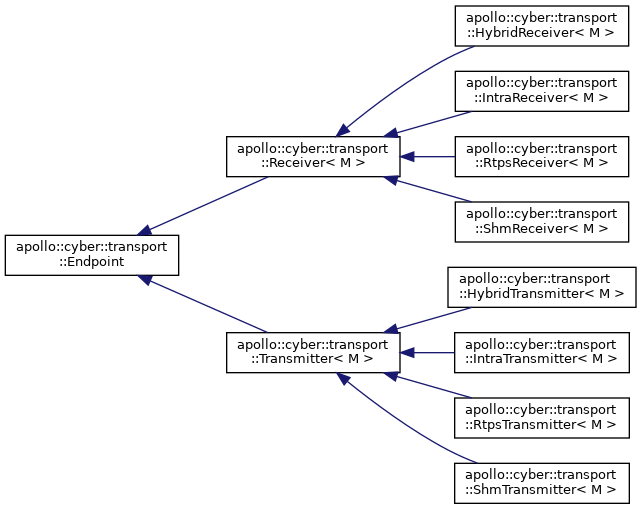 apollo::cyber::transport
::HybridReceiver< M >
apollo::cyber::transport
::IntraReceiver< M >
apollo::cyber::transport
::Receiver< M >
apollo::cyber::transport
::RtpsReceiver< M >
apollo::cyber::transport
::ShmReceiver< M >
apollo::cyber::transport
::Endpoint
apollo::cyber::transport
::HybridTransmitter< M >
apollo::cyber::transport
::Transmitter< M >
apollo::cyber::transport
::IntraTransmitter< M >
apollo::cyber::transport
::RtpsTransmitter< M >
apollo::cyber::transport
::ShmTransmitter< M >